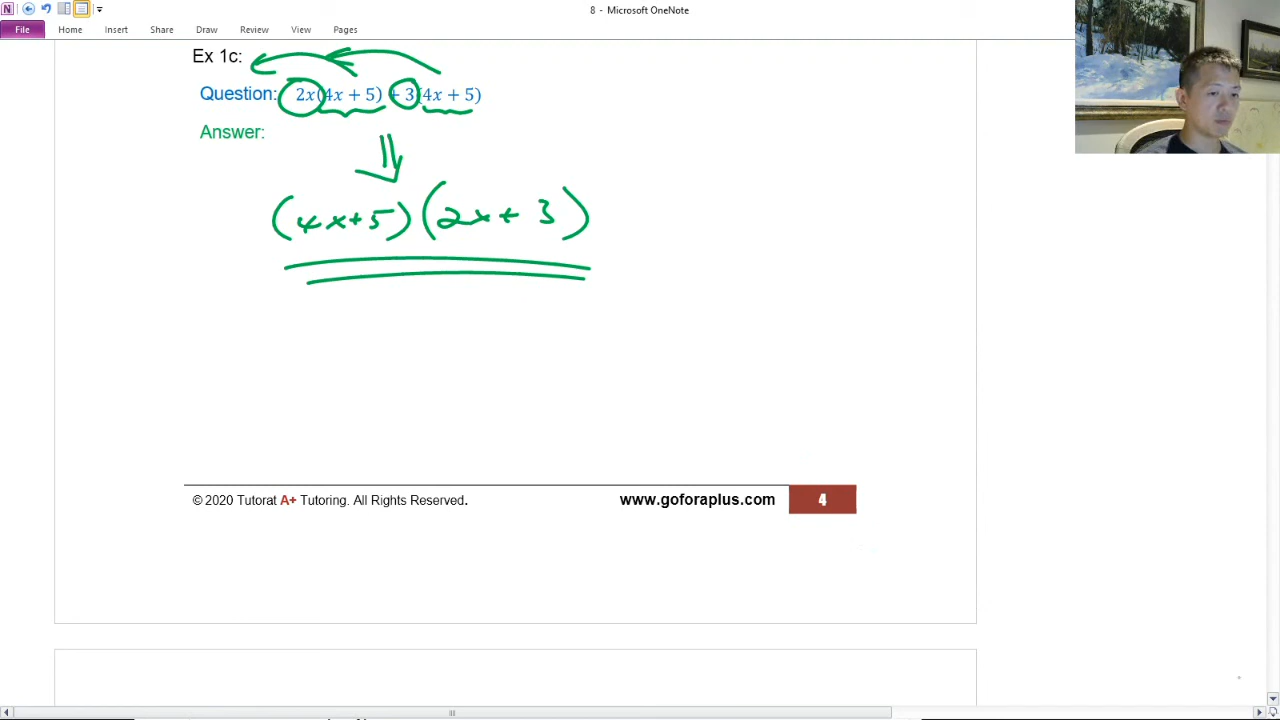 8 - Microsoft OneNote
File Home Insert Share Draw Review View Pages
Ex 1c:
Question: 2x(4x + 5) + 3(4x + 5)
Answer:
(4x+5)(2x+3)
© 2020 Tutorat A+ Tutoring. All Rights Reserved. www.goforaplus.com 4